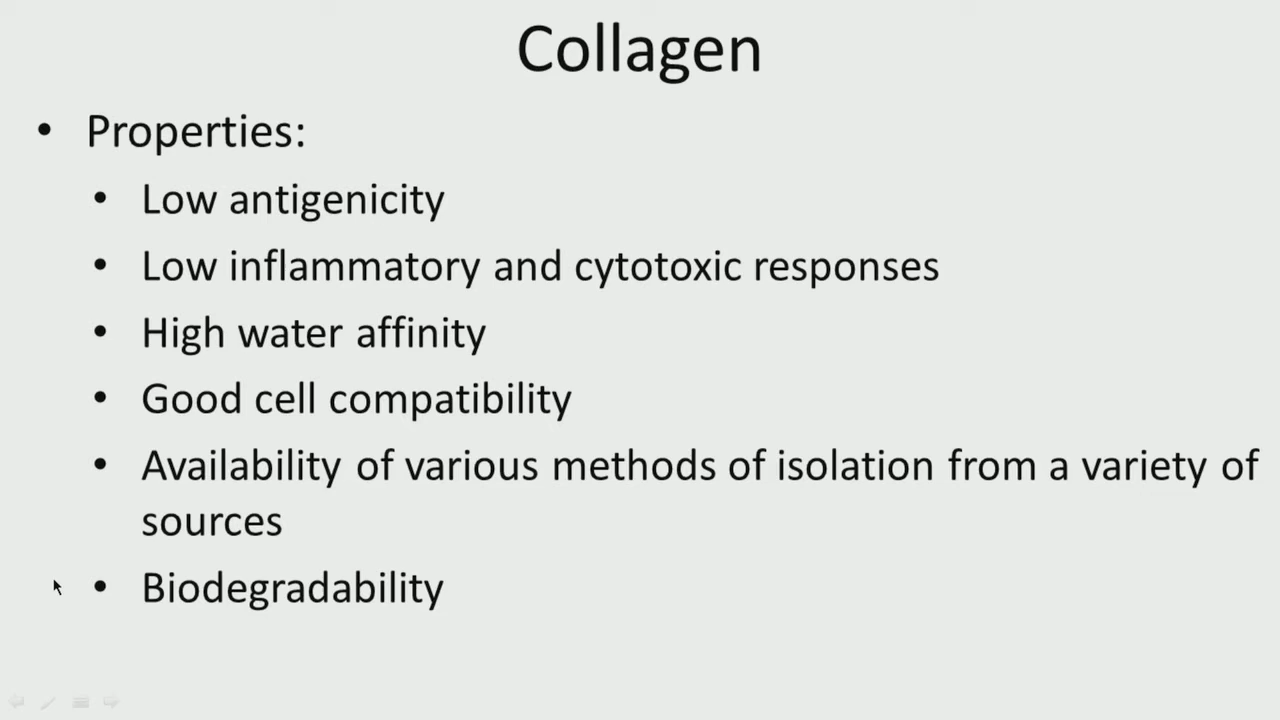 Collagen
• Properties:
• Low antigenicity
• Low inflammatory and cytotoxic responses
• High water affinity
• Good cell compatibility
• Availability of various methods of isolation from a variety of
sources
• Biodegradability